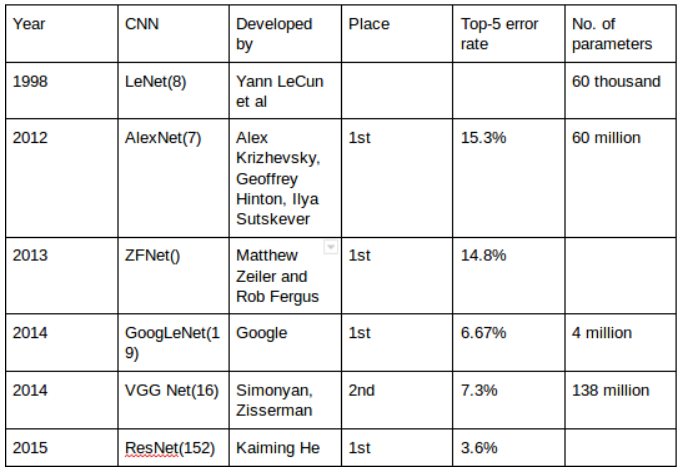 Year CNN Developed by Place Top-5 error rate No. of parameters
1998 LeNet(8) Yann LeCun et al 60 thousand
2012 AlexNet(7) Alex Krizhevsky, Geoffrey Hinton, Ilya Sutskever 1st 15.3% 60 million
2013 ZFNet() Matthew Zeiler and Rob Fergus 1st 14.8%
2014 GoogLeNet(19) Google 1st 6.67% 4 million
2014 VGG Net(16) Simonyan, Zisserman 2nd 7.3% 138 million
2015 ResNet(152) Kaiming He 1st 3.6%